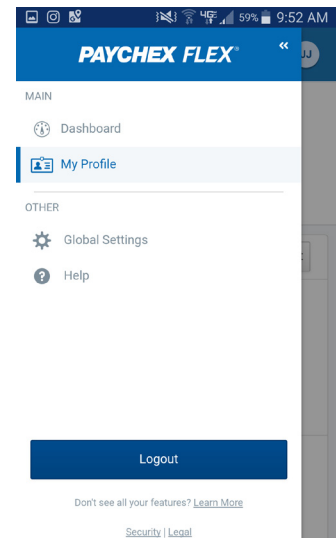 59% 9:52 AM
PAYCHEX FLEX® «
JJ
MAIN
Dashboard
My Profile
OTHER
Global Settings
Help
Logout
Don't see all your features? Learn More
Security | Legal